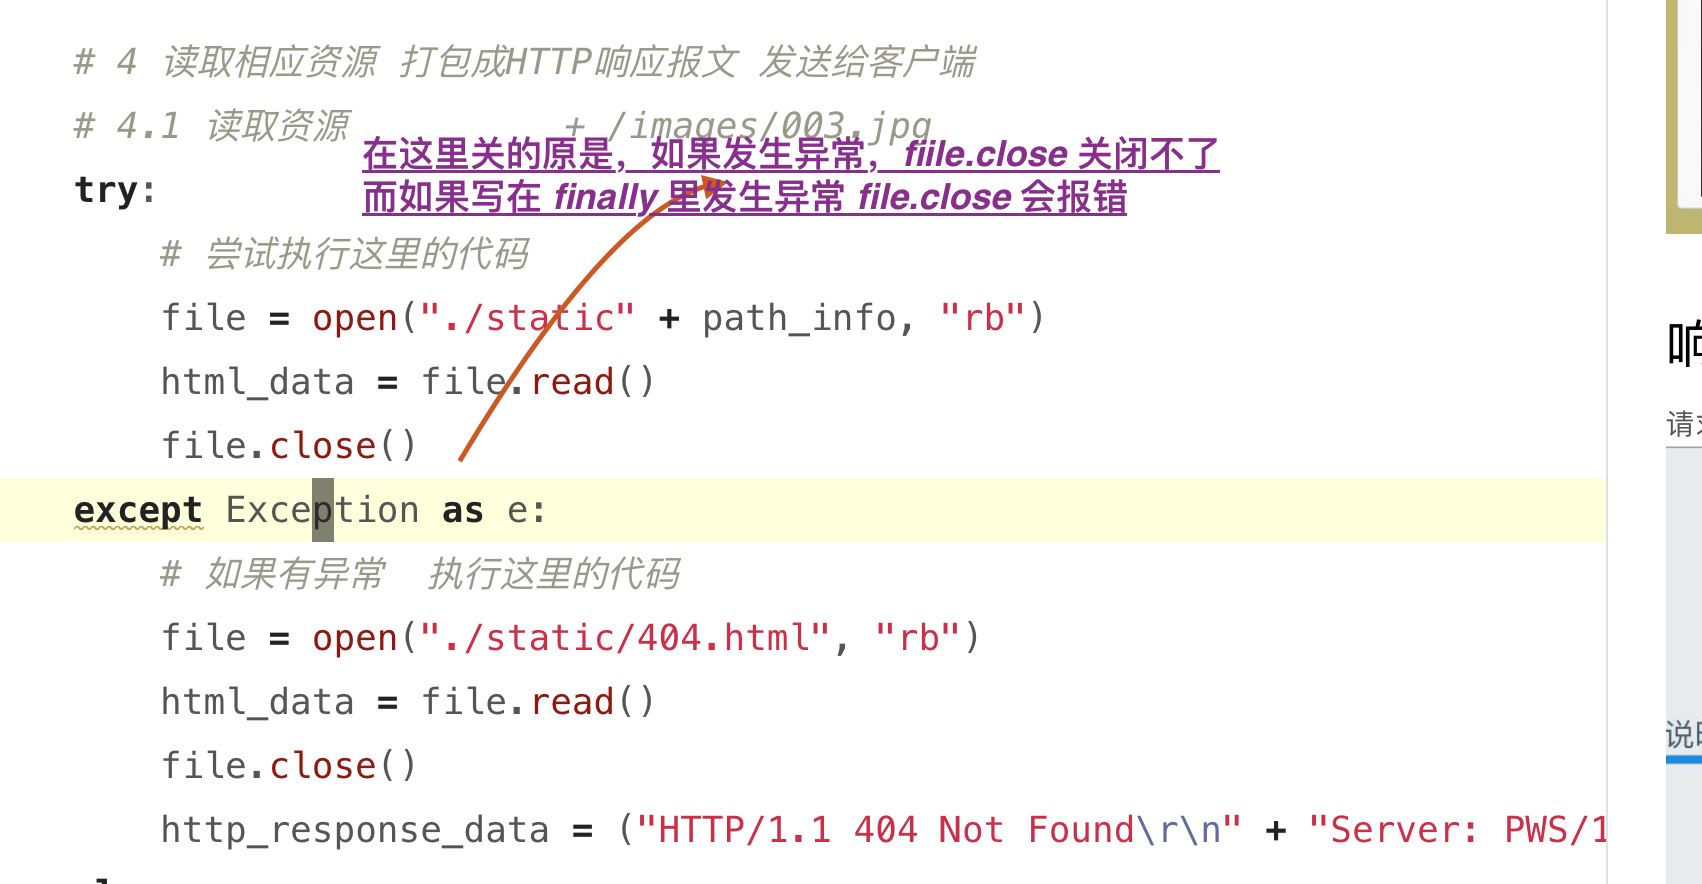 # 4 读取相应资源 打包成HTTP响应报文 发送给客户端
# 4.1 读取资源 + /images/003.jpg
在这里关的原是，如果发生异常，fiile.close 关闭不了
而如果写在 finally 里发生异常 file.close 会报错
try:
# 尝试执行这里的代码
file = open("./static" + path_info, "rb")
html_data = file.read()
file.close()
except Exception as e:
# 如果有异常 执行这里的代码
file = open("./static/404.html", "rb")
html_data = file.read()
file.close()
http_response_data = ("HTTP/1.1 404 Not Found\r\n" + "Server: PWS/1
响
请
说